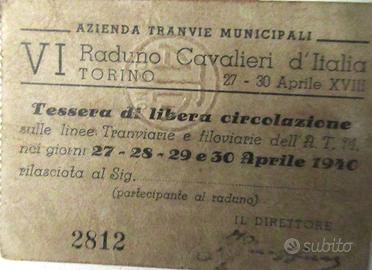 AZIENDA TRANVIE MUNICIPALI
VI Raduno Cavalieri d'Italia
TORINO 27 - 30 Aprile XVIII
Tessera di libera circolazione
sulle linee Tranviarie e filoviarie dell'A. T. M.
nei giorni 27 - 28 - 29 e 30 Aprile 1940
rilasciata al Sig.
(partecipante al raduno)
IL DIRETTORE
2812
subito